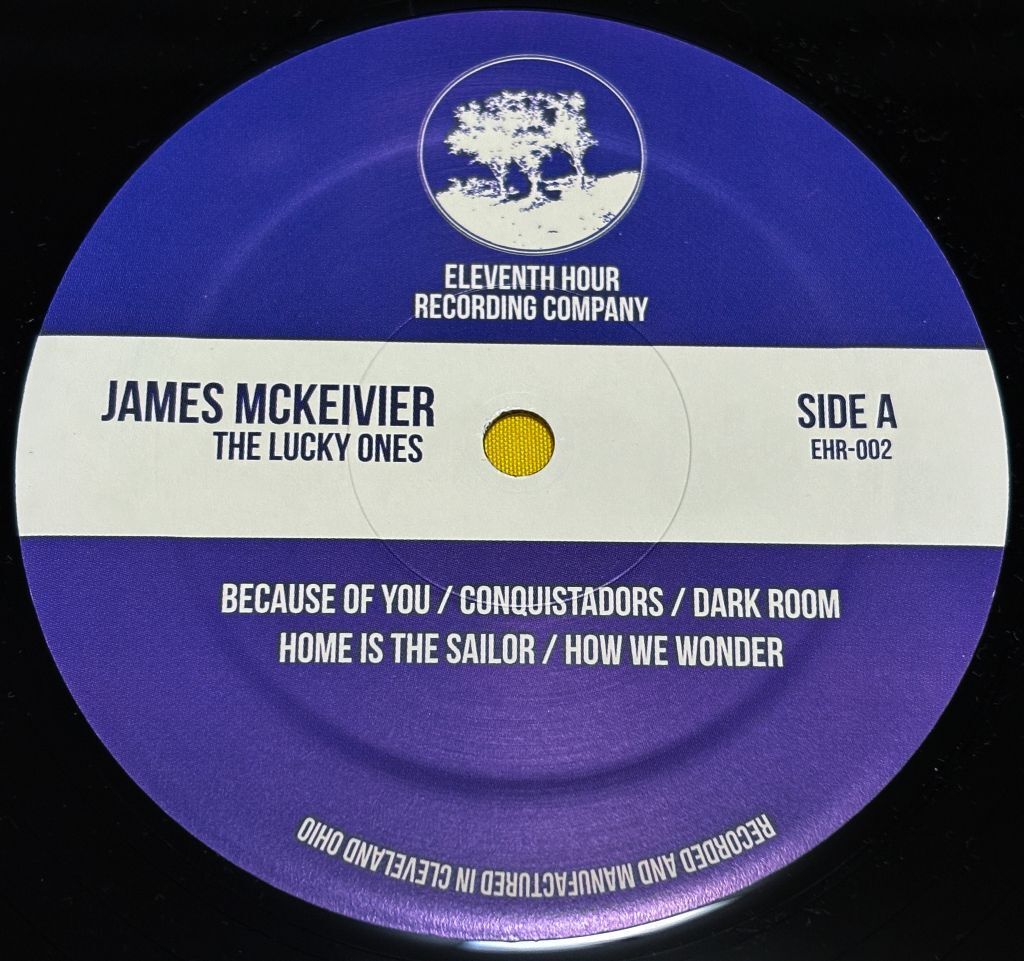 ELEVENTH HOUR
RECORDING COMPANY
JAMES MCKEIVIER
THE LUCKY ONES
SIDE A
EHR-002
BECAUSE OF YOU / CONQUISTADORS / DARK ROOM
HOME IS THE SAILOR / HOW WE WONDER
RECORDED AND MANUFACTURED IN CLEVELAND OHIO